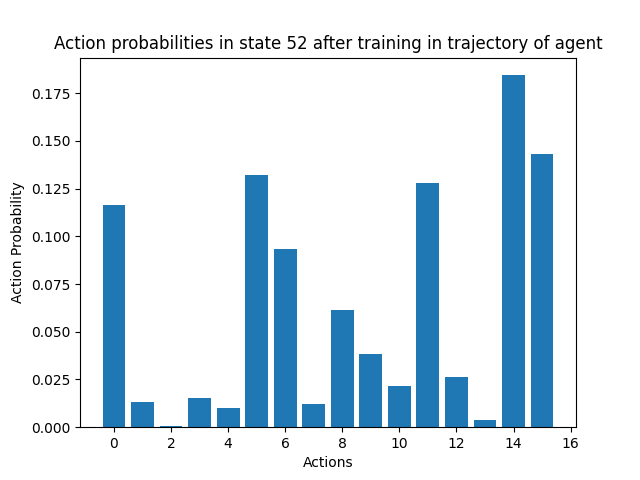 Action probabilities in state 52 after training in trajectory of agent
0.175
0.150
0.125
0.100
0.075
0.050
0.025
0.000
Action Probability
0 2 4 6 8 10 12 14 16
Actions